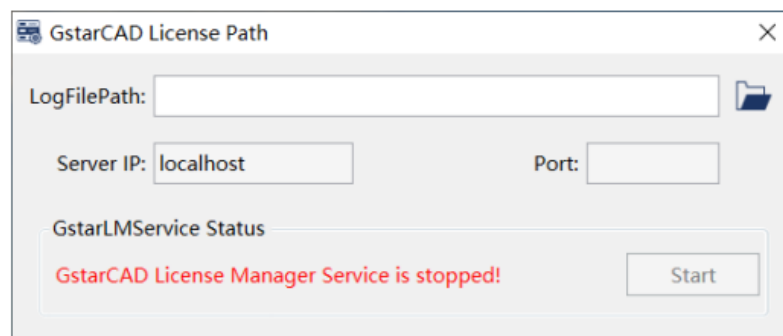 GstarCAD License Path
LogFilePath:
Server IP: localhost Port:
GstarLMService Status
GstarCAD License Manager Service is stopped! Start